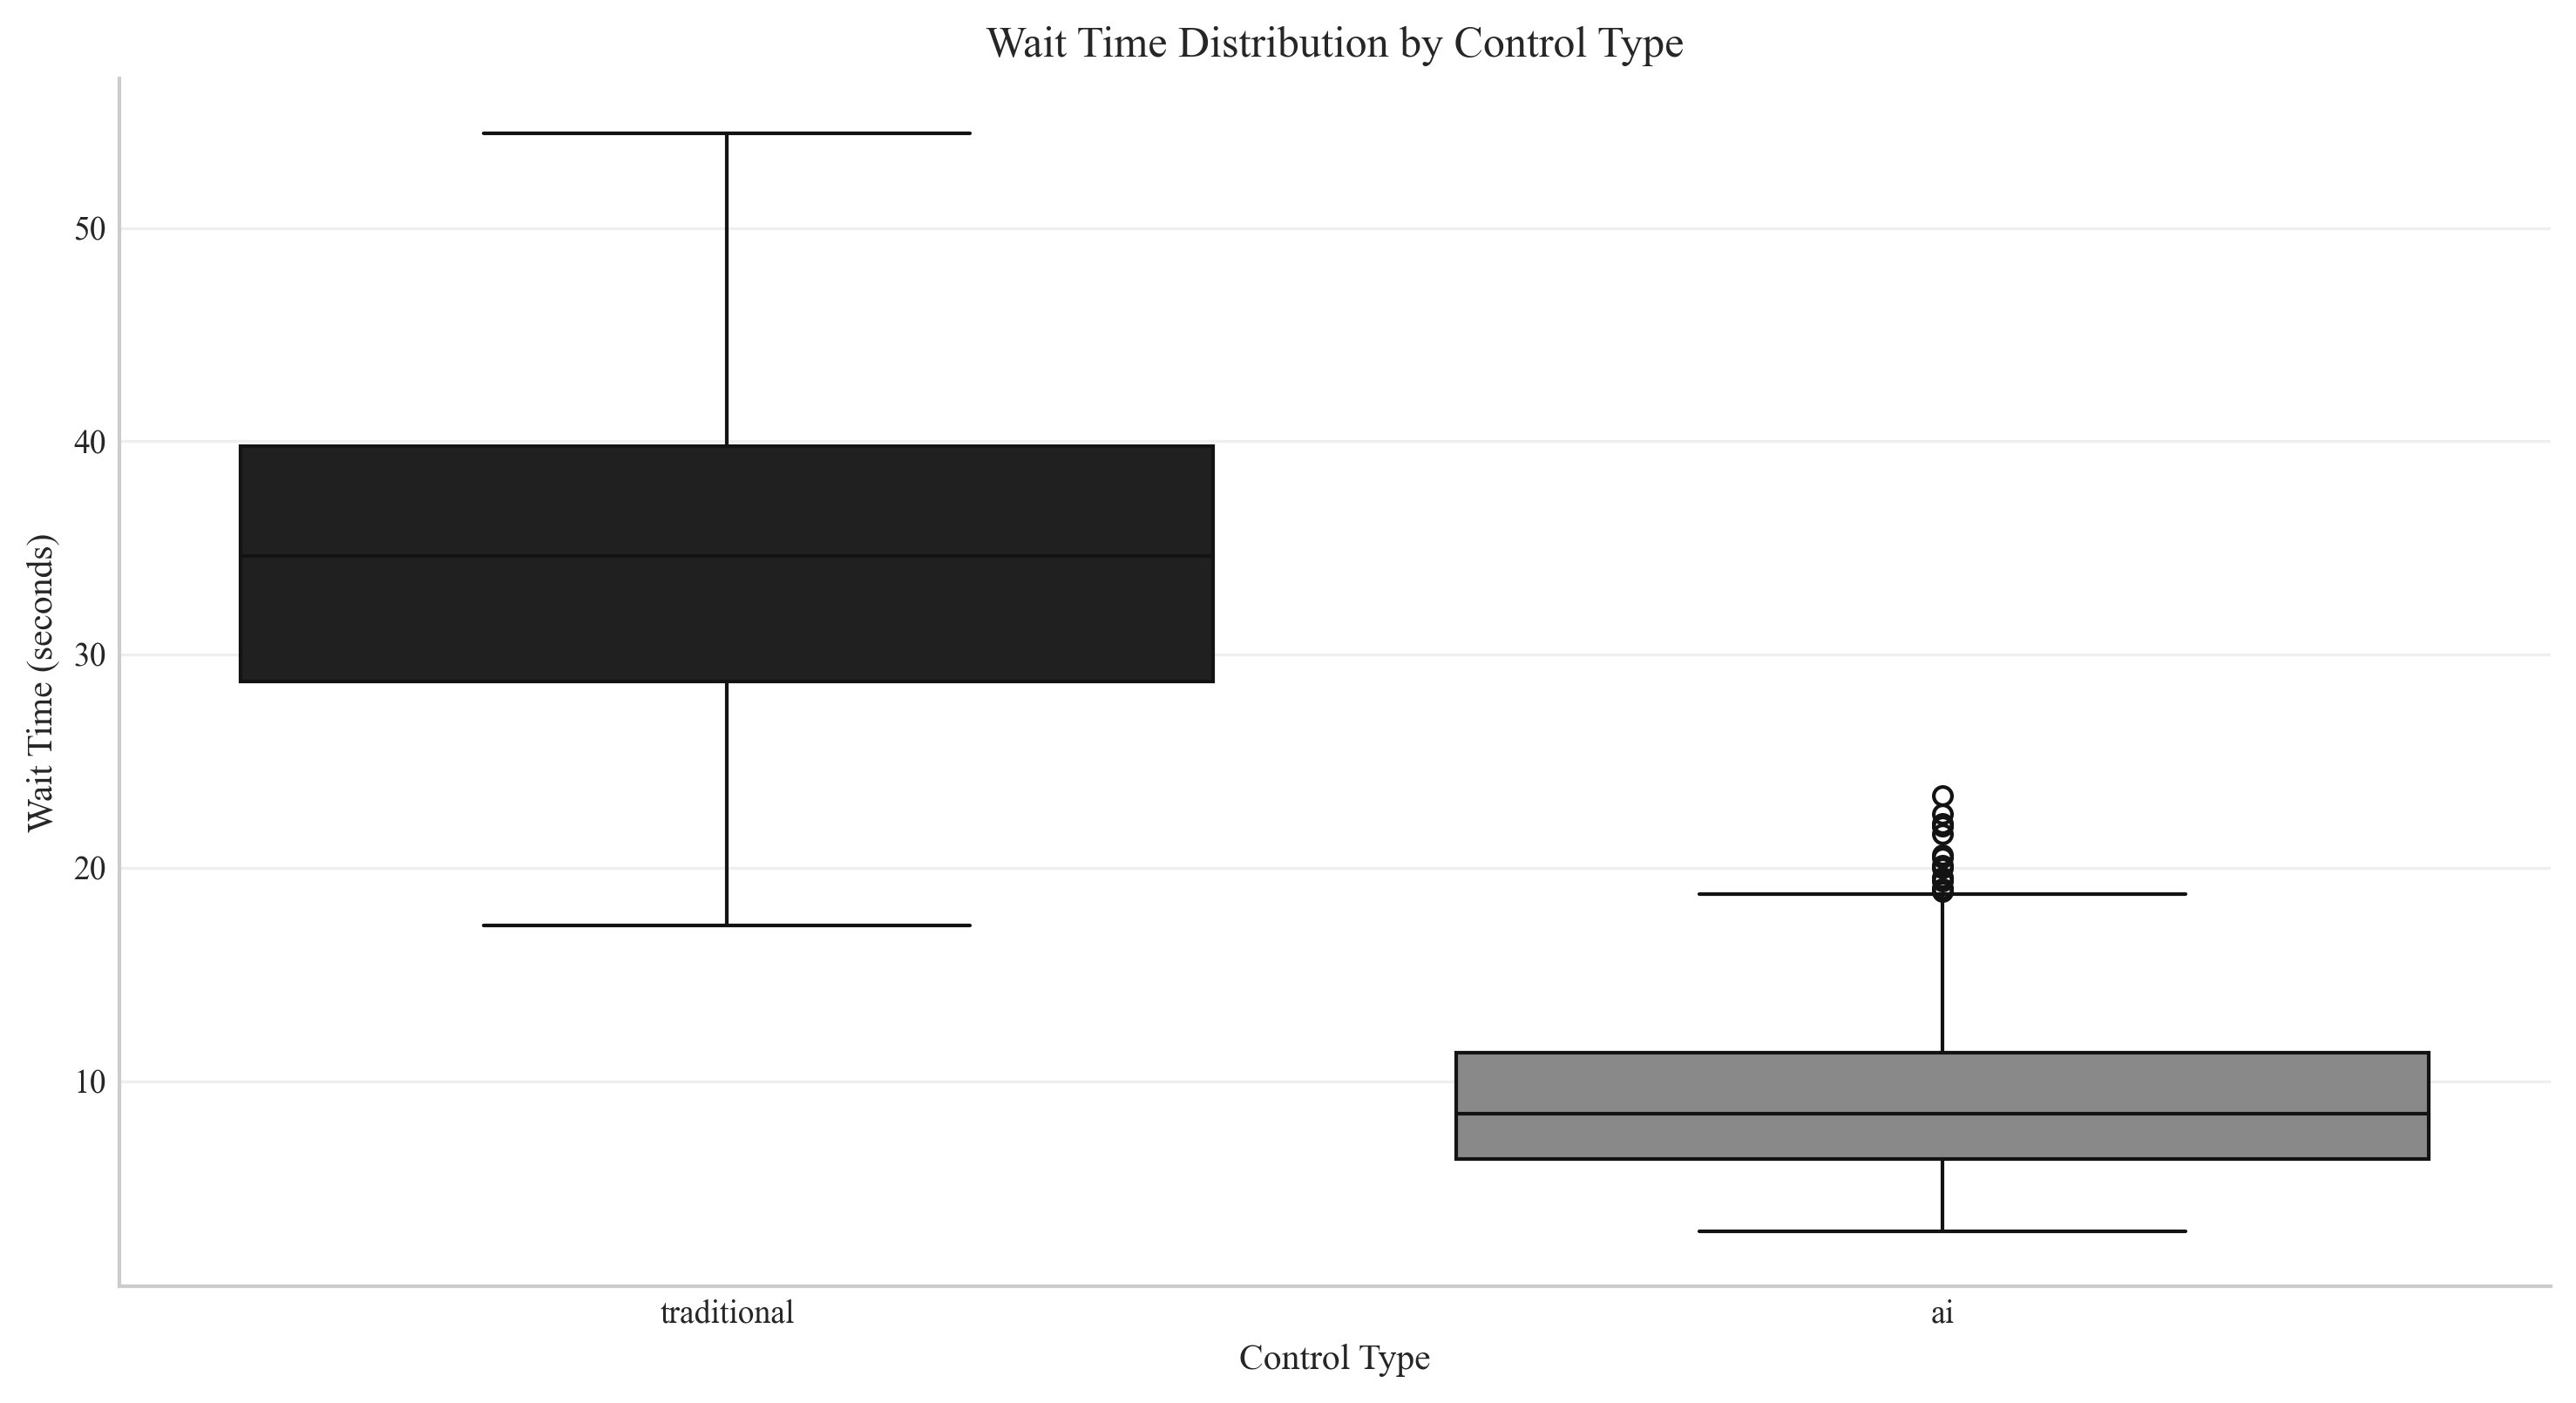 Wait Time Distribution by Control Type
Wait Time (seconds)
50
40
30
20
10
traditional
ai
Control Type